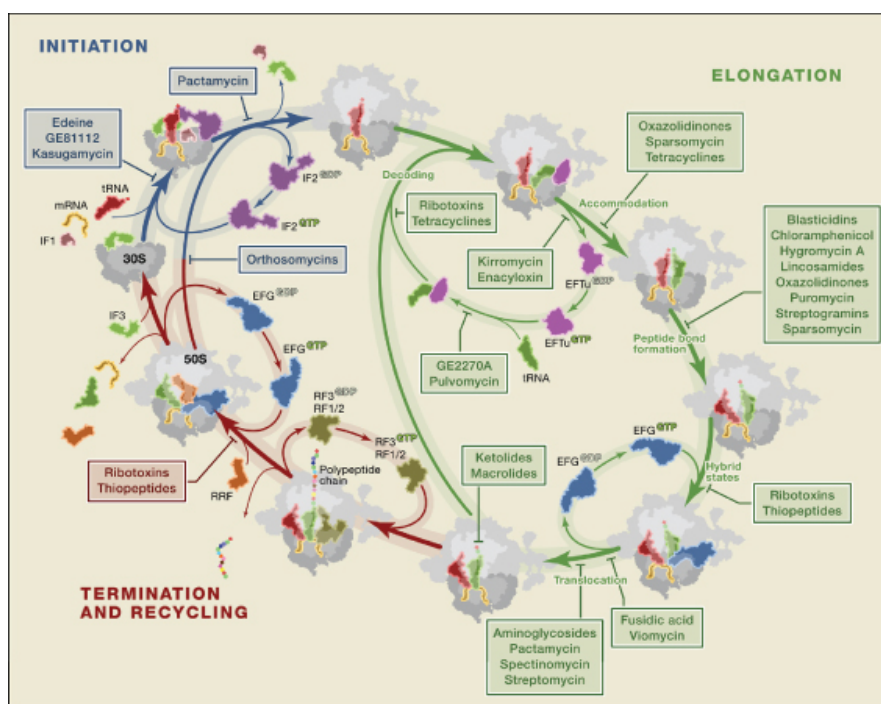 INITIATION
ELONGATION
Pactamycin
Edeine
GE81112
Kasugamycin
tRNA
mRNA
IF1
30S
IF3
IF2GDP
IF2GTP
Orthosomycins
50S
EFGGDP
EFGGTP
RF3GDP
RF1/2
RF3GTP
RF1/2
Polypeptide
chain
RRF
Ribotoxins
Thiopeptides
TERMINATION
AND RECYCLING
Decoding
Ribotoxins
Tetracyclines
Kirromycin
Enacyloxin
Accommodation
Oxazolidinones
Sparsomycin
Tetracyclines
EFTuGDP
EFTuGTP
tRNA
GE2270A
Pulvomycin
Blasticidins
Chloramphenicol
Hygromycin A
Lincosamides
Oxazolidinones
Puromycin
Streptogramins
Sparsomycin
Peptide bond
formation
Ketolides
Macrolides
EFGGDP
EFGGTP
Hybrid
states
Ribotoxins
Thiopeptides
Translocation
Fusidic acid
Viomycin
Aminoglycosides
Pactamycin
Spectinomycin
Streptomycin